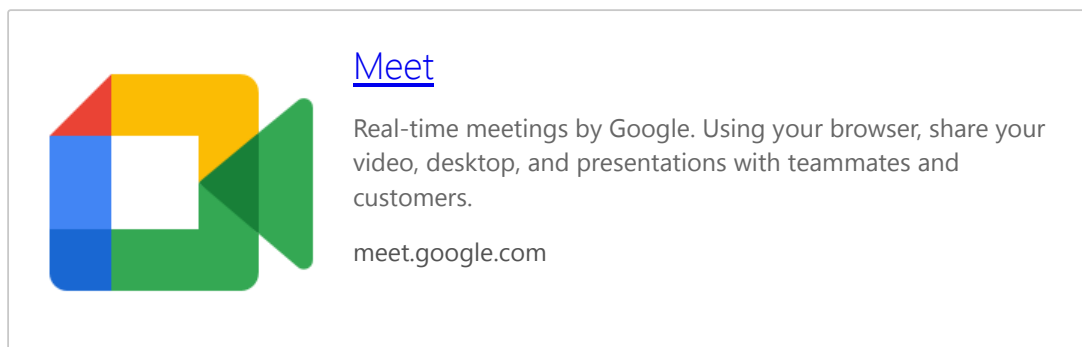 Meet
Real-time meetings by Google. Using your browser, share your
video, desktop, and presentations with teammates and
customers.
meet.google.com